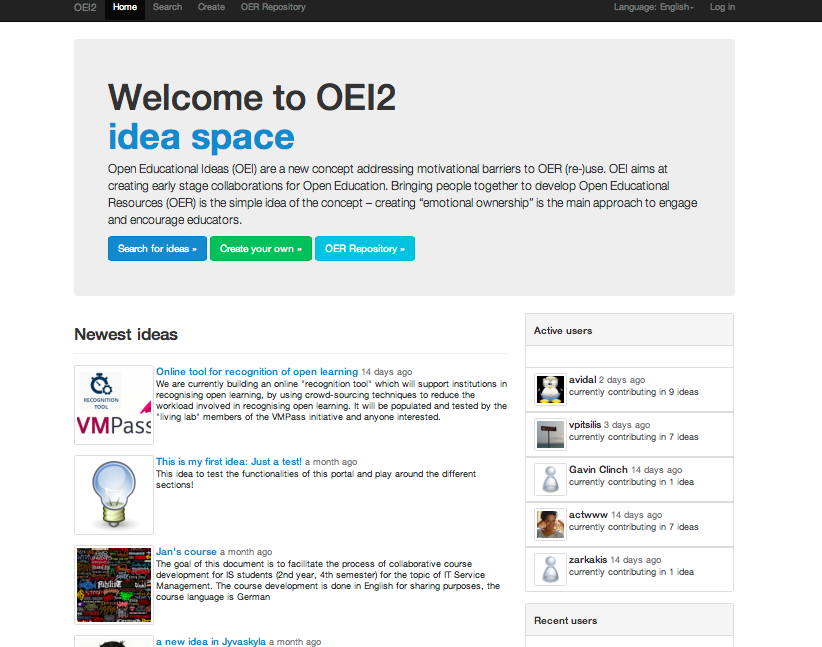 OEI2 Home Search Create OER Repository Language: English Log in
Welcome to OEI2
idea space
Open Educational Ideas (OEI) are a new concept addressing motivational barriers to OER (re-)use. OEI aims at
creating early stage collaborations for Open Education. Bringing people together to develop Open Educational
Resources (OER) is the simple idea of the concept – creating “emotional ownership” is the main approach to engage
and encourage educators.
Search for ideas » Create your own » OER Repository »
Newest ideas
RECOGNITION
TOOL
VMPass
Online tool for recognition of open learning 14 days ago
We are currently building an online "recognition tool" which will support institutions in
recognising open learning, by using crowd-sourcing techniques to reduce the
workload involved in recognising open learning. It will be populated and tested by the
"living lab" members of the VMPass initiative and anyone interested.
This is my first idea: Just a test! a month ago
This idea to test the functionalities of this portal and play around the different
sections!
Jan's course a month ago
The goal of this document is to facilitate the process of collaborative course
development for IS students (2nd year, 4th semester) for the topic of IT Service
Management. The course development is done in English for sharing purposes, the
course language is German
a new idea in Jyvaskyla a month ago
Active users
avidal 2 days ago
currently contributing in 9 ideas
vpitsilis 3 days ago
currently contributing in 7 ideas
Gavin Clinch 14 days ago
currently contributing in 1 idea
actwww 14 days ago
currently contributing in 7 ideas
zarkakis 14 days ago
currently contributing in 1 idea
Recent users